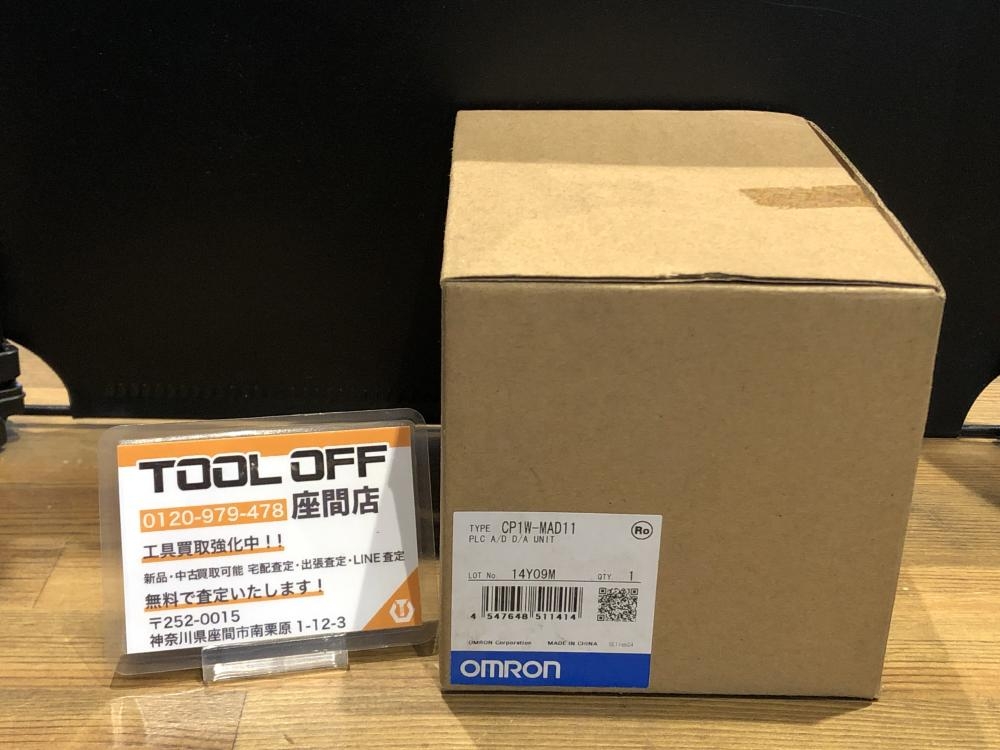 TOOL OFF
0120-979-478 座間店
工具買取強化中!!
新品・中古買取可能 宅配査定・出張査定・LINE査定
無料で査定いたします!
〒252-0015
神奈川県座間市南栗原1-12-3
TYPE CP1W-MAD11
PLC A/D D/A UNIT
Ro
LOT No. 14Y09M QTY. 1
4 547648 511414
OMRON Corporation MADE IN CHINA
OMRON